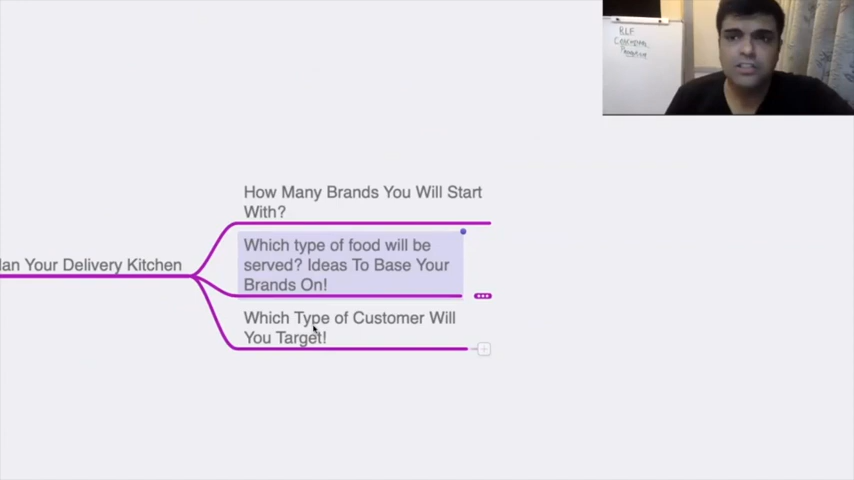 RLF
How Many Brands You Will Start
With?
Which type of food will be
served? Ideas To Base Your
Brands On!
lan Your Delivery Kitchen
Which Type of Customer Will
You Target!